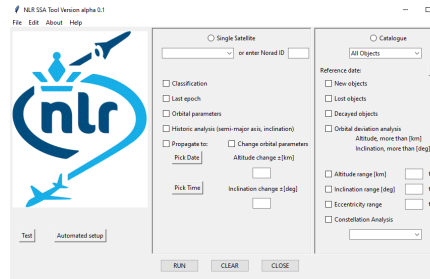 NLR SSA Tool Version alpha 0.1
File Edit About Help
nlr
Test
Automated setup
Single Satellite
or enter Norad ID
Classification
Last epoch
Orbital parameters
Historic analysis (semi-major axis, inclination)
Propagate to:
Change orbital parameters
Pick Date
Altitude change ±[km]
Pick Time
Inclination change ±[deg]
Catalogue
All Objects
Reference date:
New objects
Lost objects
Decayed objects
Orbital deviation analysis
Altitude, more than [km]
Inclination, more than [deg]
Altitude range [km]
Inclination range [deg]
Eccentricity range
Constellation Analysis
RUN
CLEAR
CLOSE